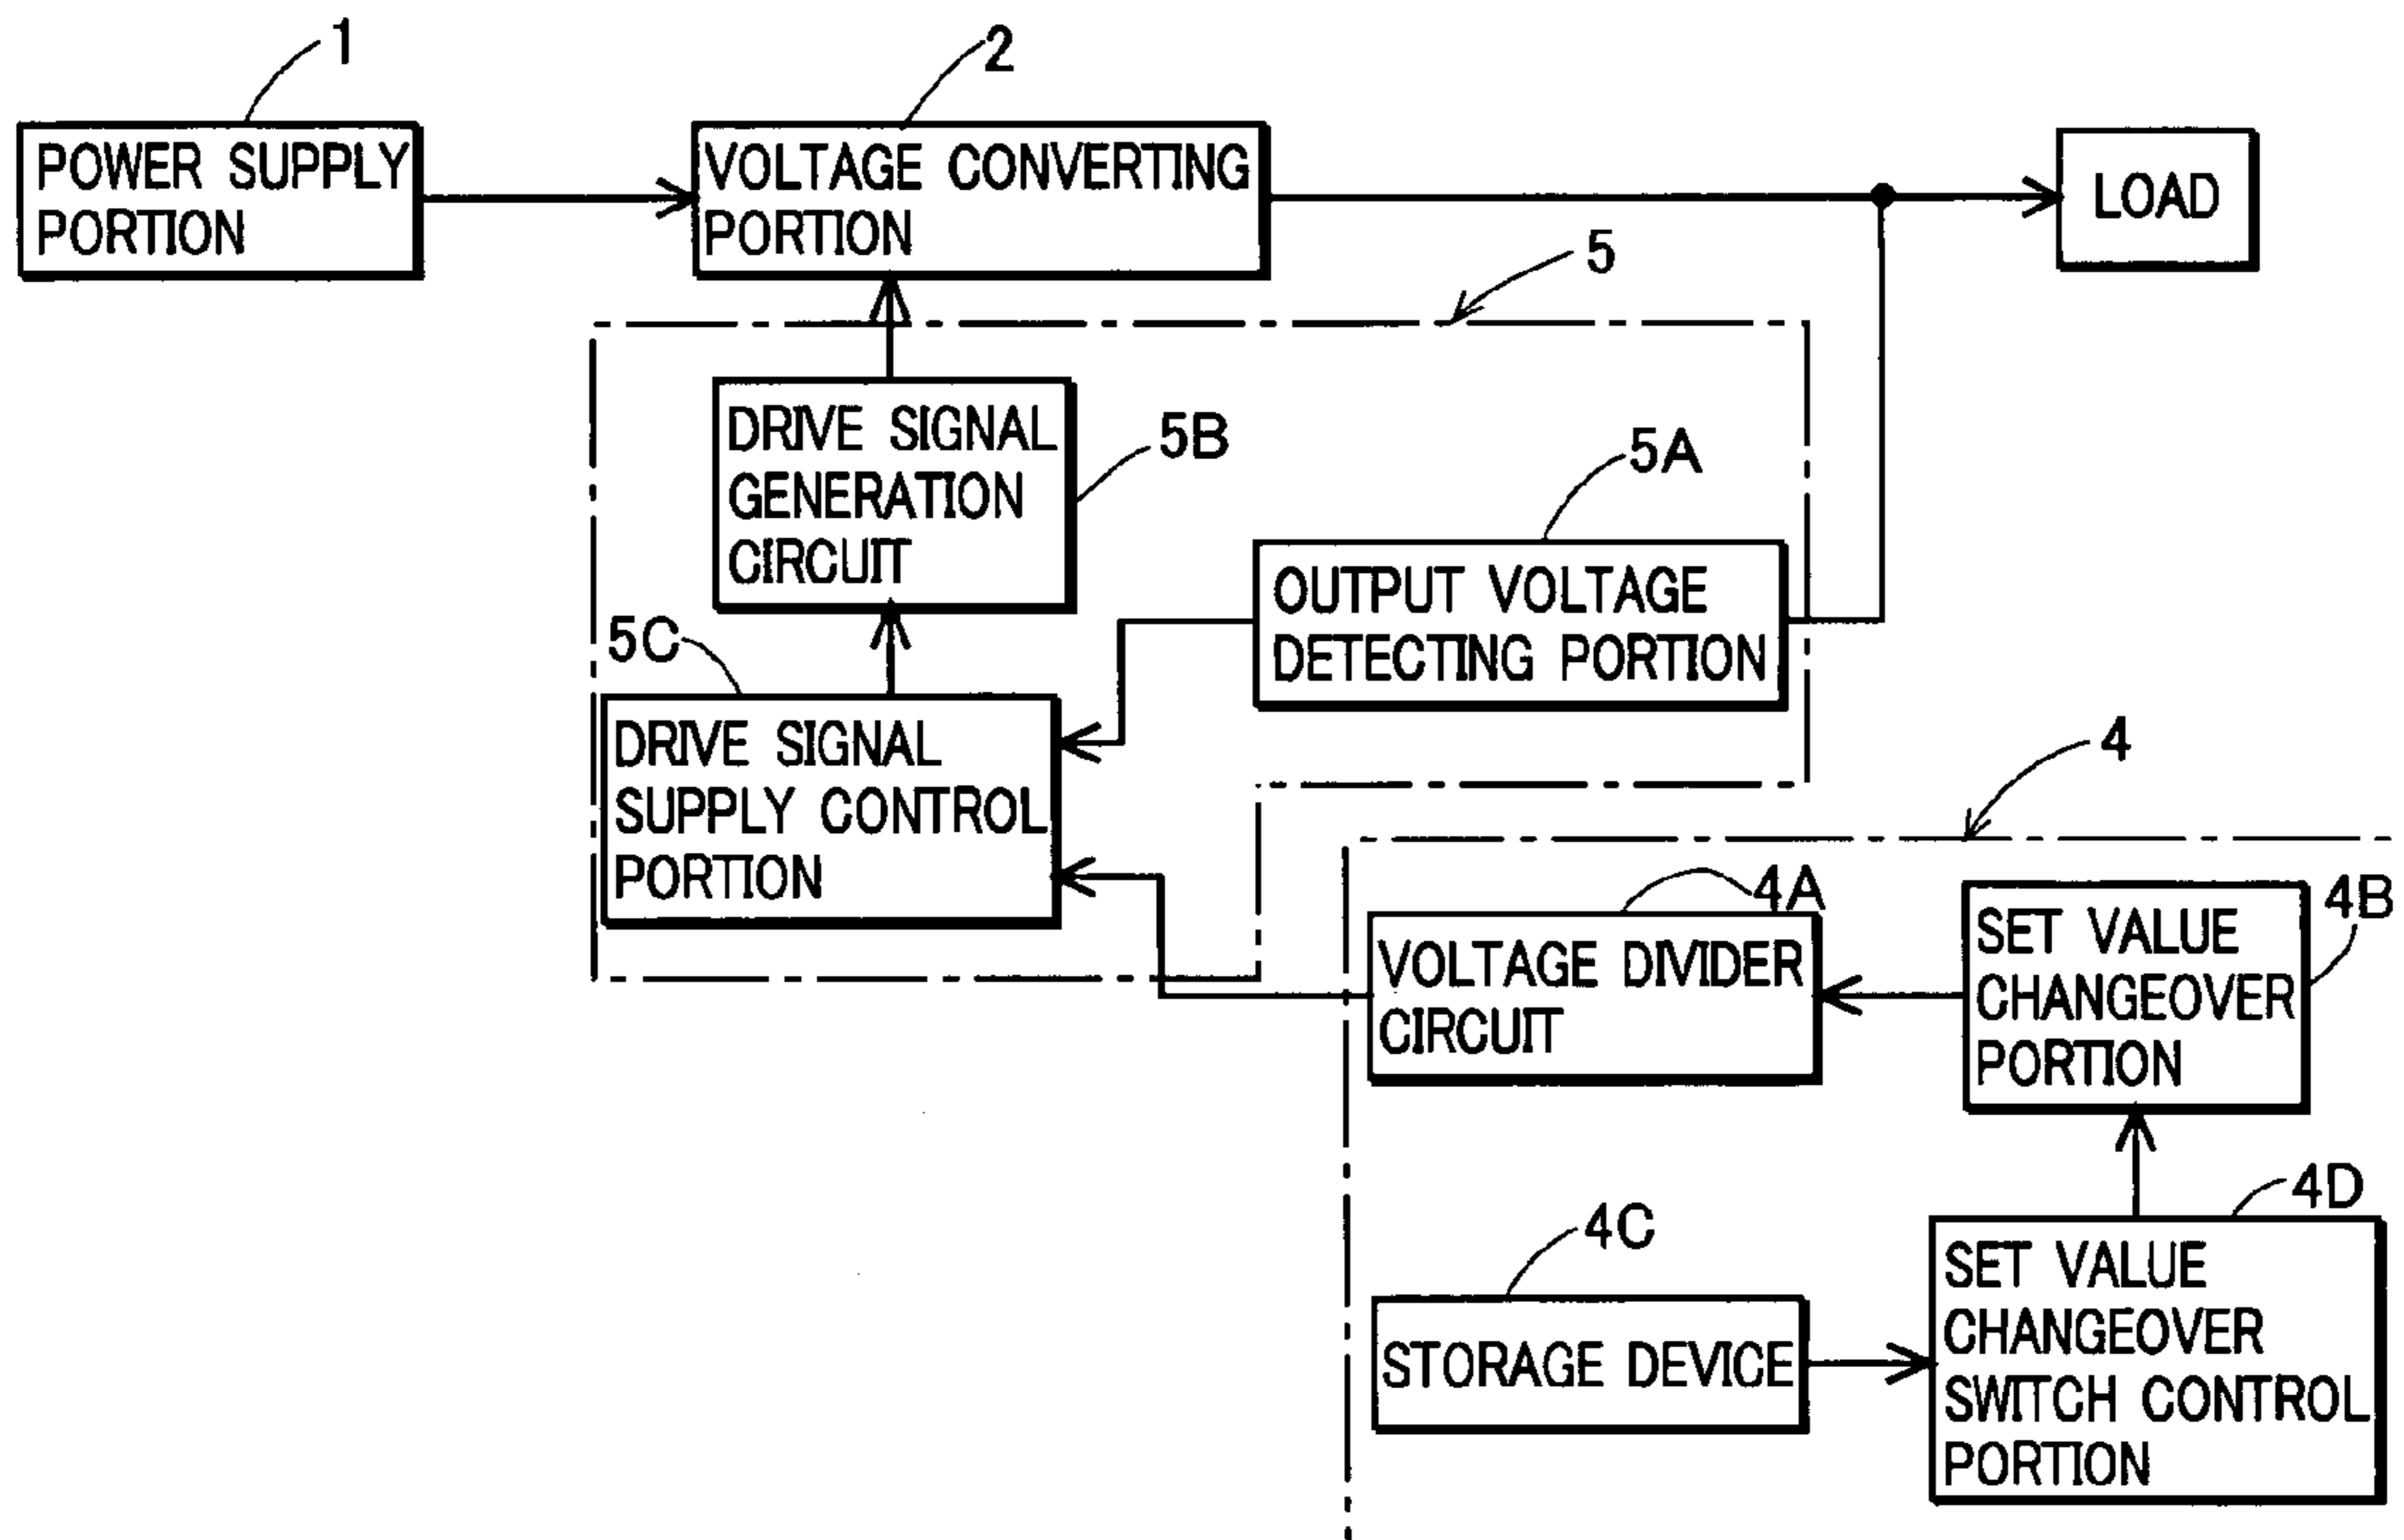 1
2
POWER SUPPLY
PORTION
VOLTAGE CONVERTING
PORTION
LOAD
5
DRIVE SIGNAL
GENERATION
CIRCUIT
5B
5A
OUTPUT VOLTAGE
DETECTING PORTION
5C
DRIVE SIGNAL
SUPPLY CONTROL
PORTION
4
4A
VOLTAGE DIVIDER
CIRCUIT
4B
SET VALUE
CHANGEOVER
PORTION
4C
STORAGE DEVICE
4D
SET VALUE
CHANGEOVER
SWITCH CONTROL
PORTION